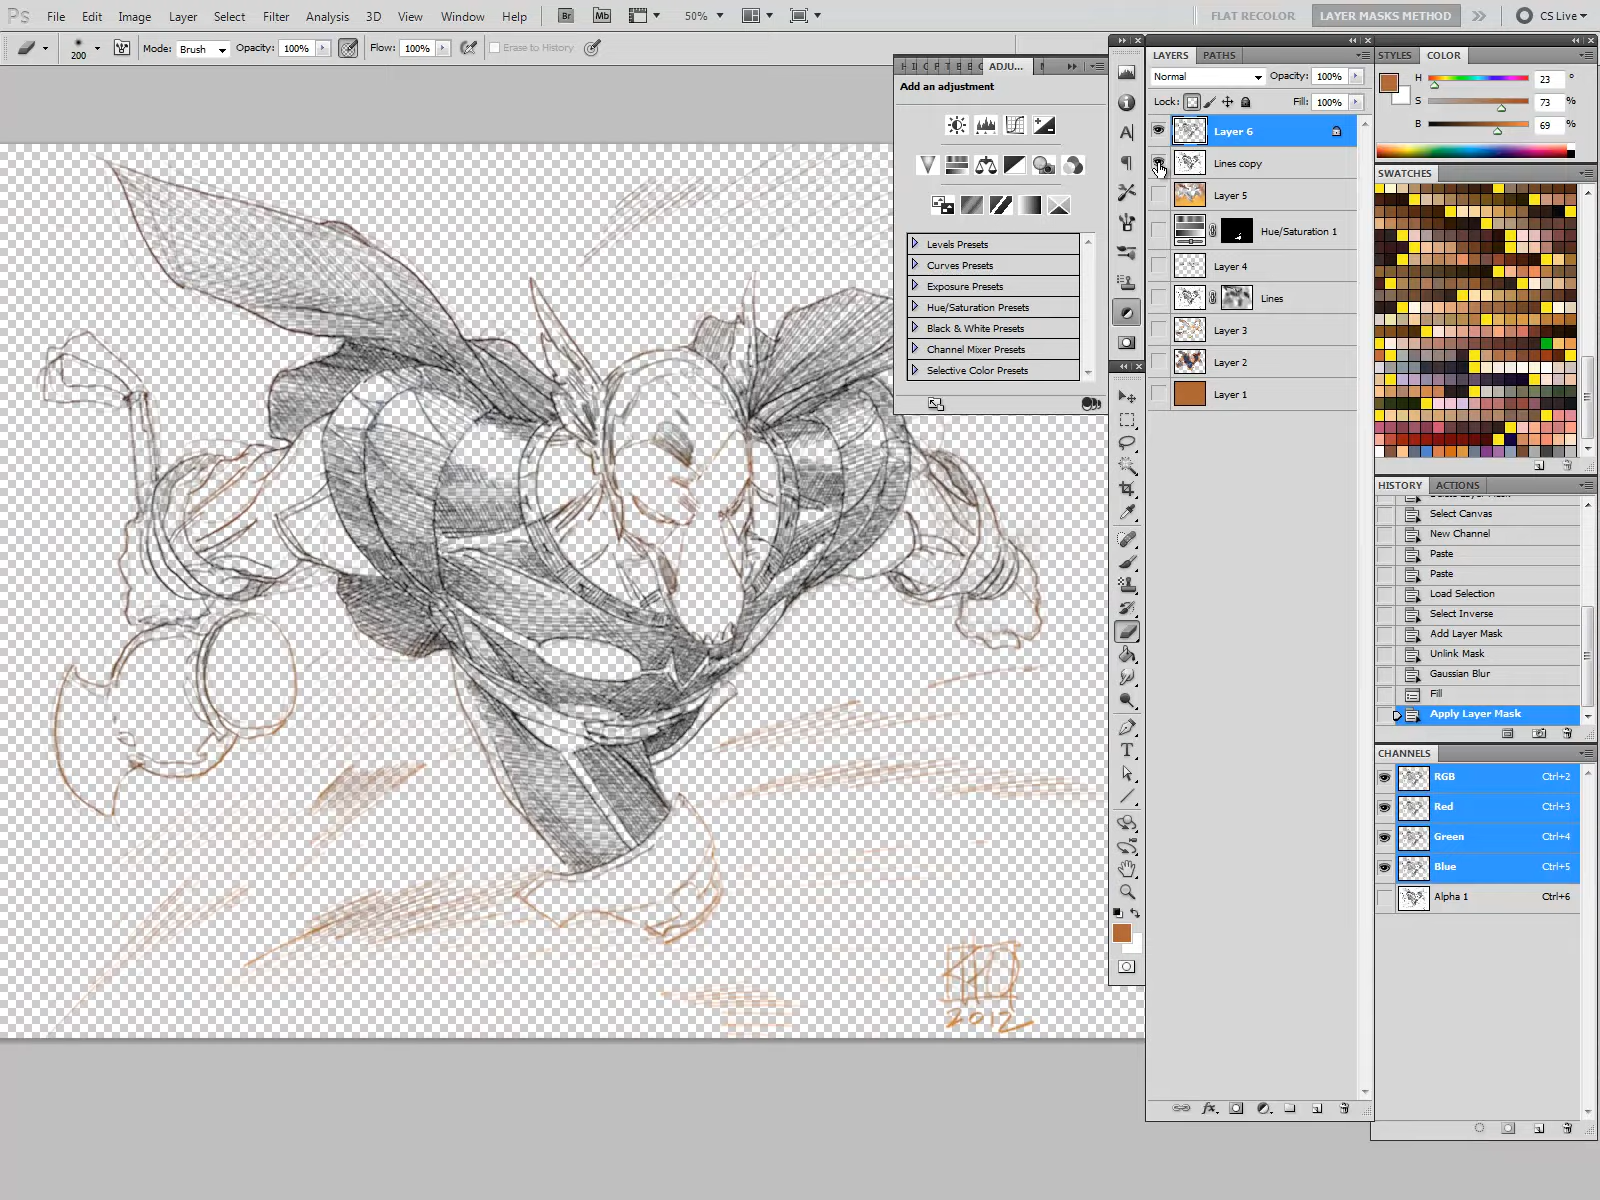 Ps File Edit Image Layer Select Filter Analysis 3D View Window Help Br Mb 50% FLAT RECOLOR LAYER MASKS METHOD CS Live
200 Mode: Brush Opacity: 100% Flow: 100% Erase to History
ADJU...
Add an adjustment
Levels Presets
Curves Presets
Exposure Presets
Hue/Saturation Presets
Black & White Presets
Channel Mixer Presets
Selective Color Presets
LAYERS PATHS
Normal Opacity: 100%
Lock: Fill: 100%
Layer 6
Lines copy
Layer 5
Hue/Saturation 1
Layer 4
Lines
Layer 3
Layer 2
Layer 1
STYLES COLOR
H 23 °
S 73 %
B 69 %
SWATCHES
HISTORY ACTIONS
Select Canvas
New Channel
Paste
Paste
Load Selection
Select Inverse
Add Layer Mask
Unlink Mask
Gaussian Blur
Fill
Apply Layer Mask
CHANNELS
RGB Ctrl+2
Red Ctrl+3
Green Ctrl+4
Blue Ctrl+5
Alpha 1 Ctrl+6
2012